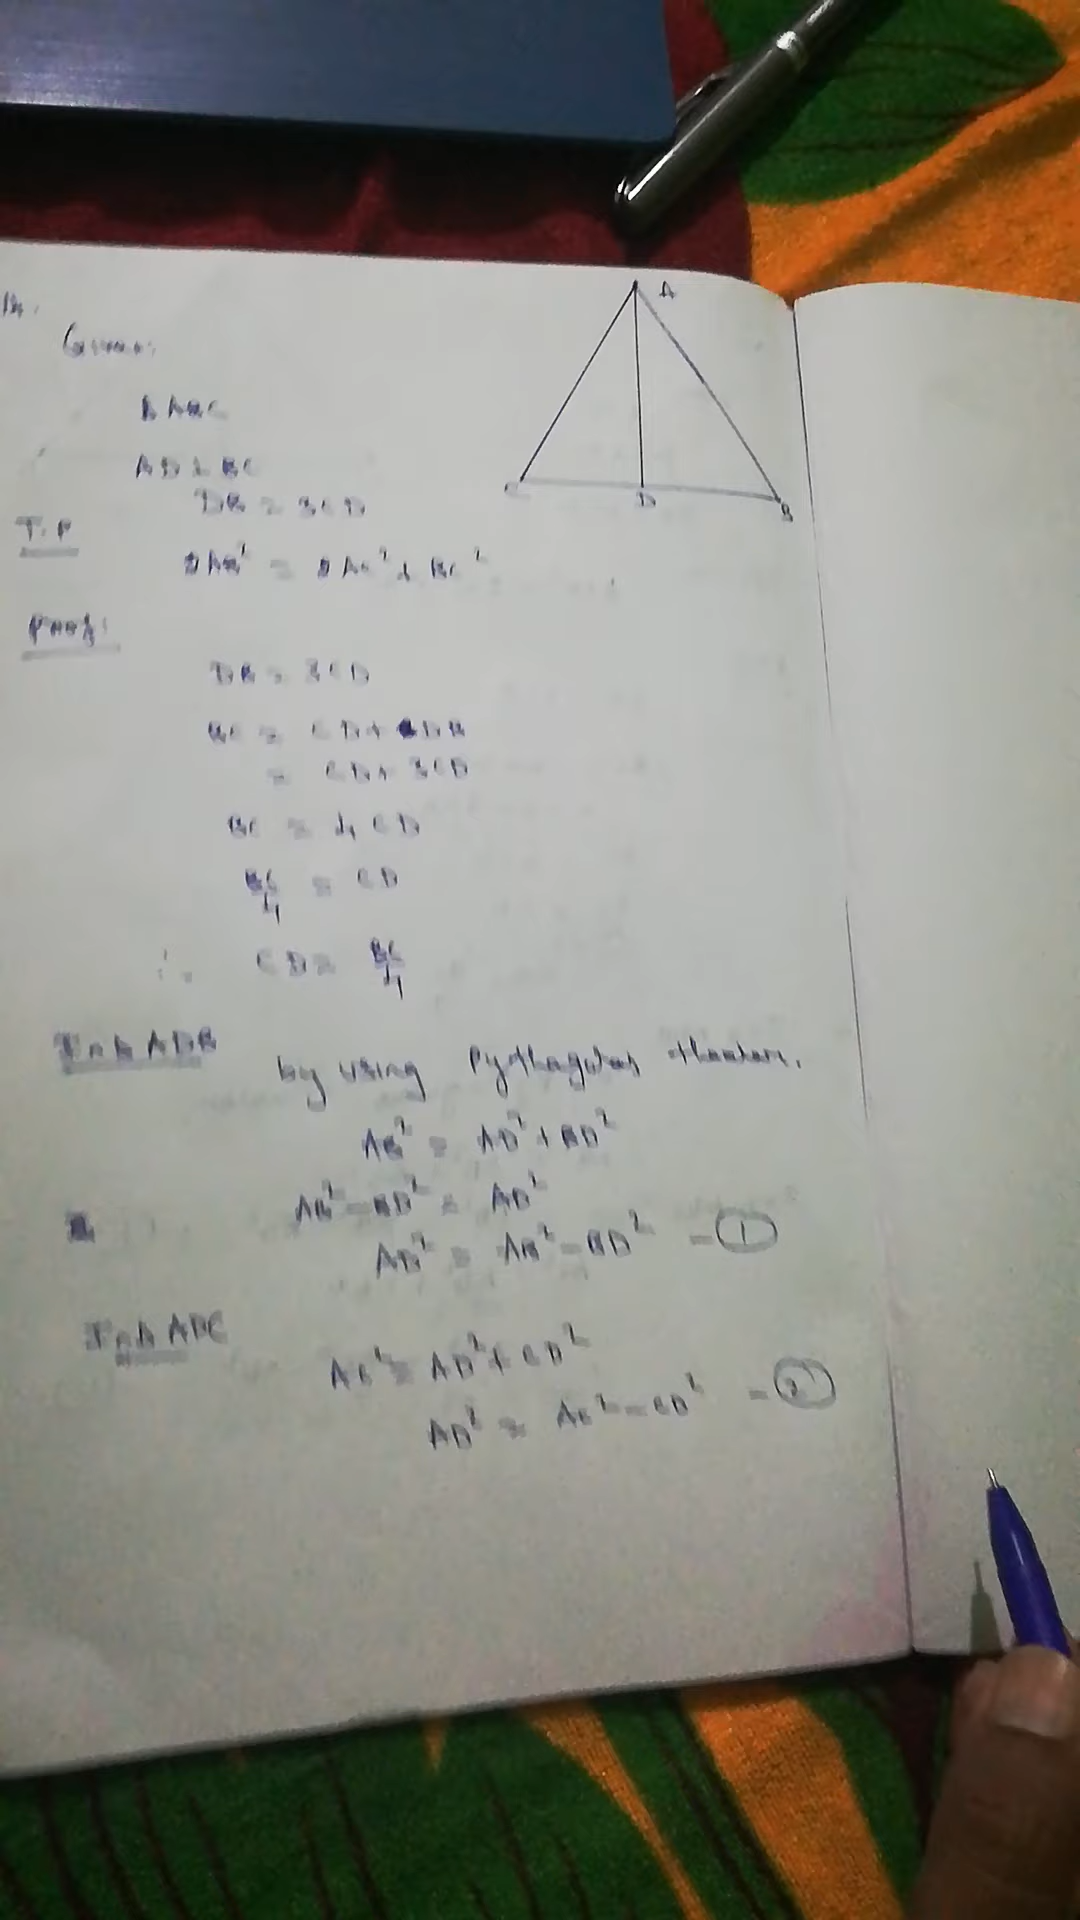 Given:
A
Δ ABC
AD ⊥ BC
C D B
DB = 3CD
T.P
2AB² = 2AC² + BC²
Proof:
DB = 3CD
BC = CD + DB
= CD + 3CD
BC = 4CD
BC/4 = CD
∴ CD = BC/4
In Δ ADB
by using Pythagoras theorem.
AB² = AD² + BD²
AB² - BD² = AD²
AD² = AB² - BD² - ①
In Δ ADC
AC² = AD² + CD²
AD² = AC² - CD² - ②